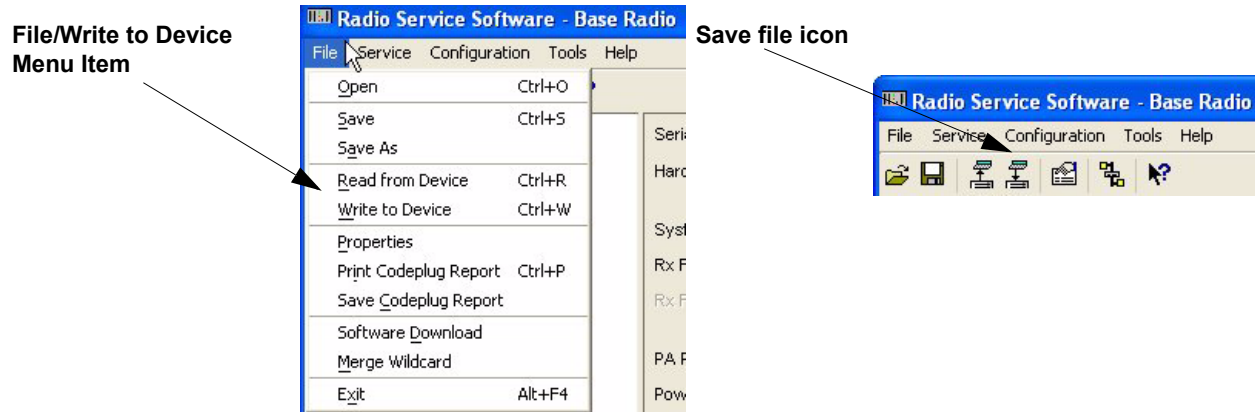 File/Write to Device
Menu Item
Radio Service Software - Base Radio
File Service Configuration Tools Help
Open Ctrl+O
Save Ctrl+S
Save As
Read from Device Ctrl+R
Write to Device Ctrl+W
Properties
Print Codeplug Report Ctrl+P
Save Codeplug Report
Software Download
Merge Wildcard
Exit Alt+F4
Seri
Hard
Syst
Rx F
Rx F
PA P
Pow
Save file icon
Radio Service Software - Base Radio
File Service Configuration Tools Help